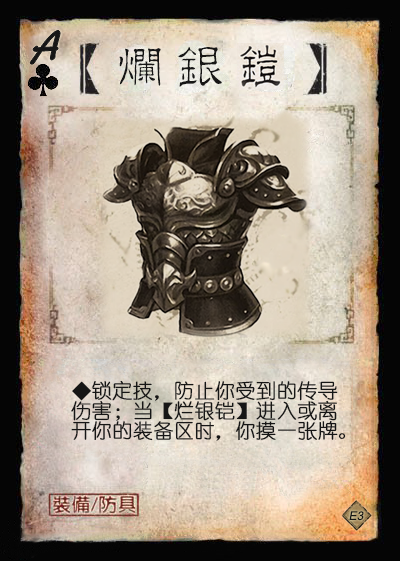 A
【爛銀鎧】
◆锁定技，防止你受到的传导
伤害；当【烂银铠】进入或离
开你的装备区时，你摸一张牌。
裝備/防具
E3